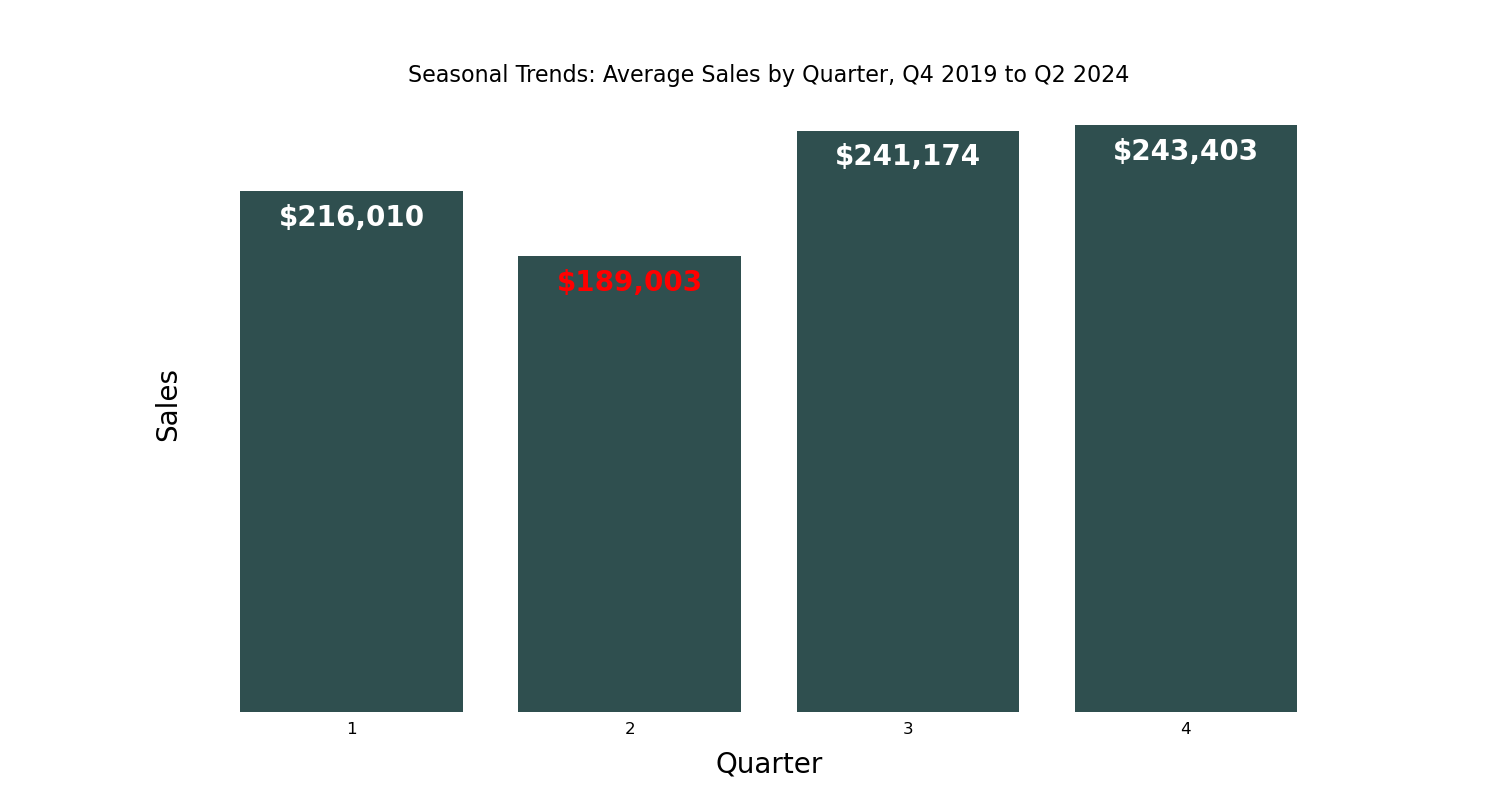 Seasonal Trends: Average Sales by Quarter, Q4 2019 to Q2 2024
$216,010
$189,003
$241,174
$243,403
Sales
1
2
3
4
Quarter